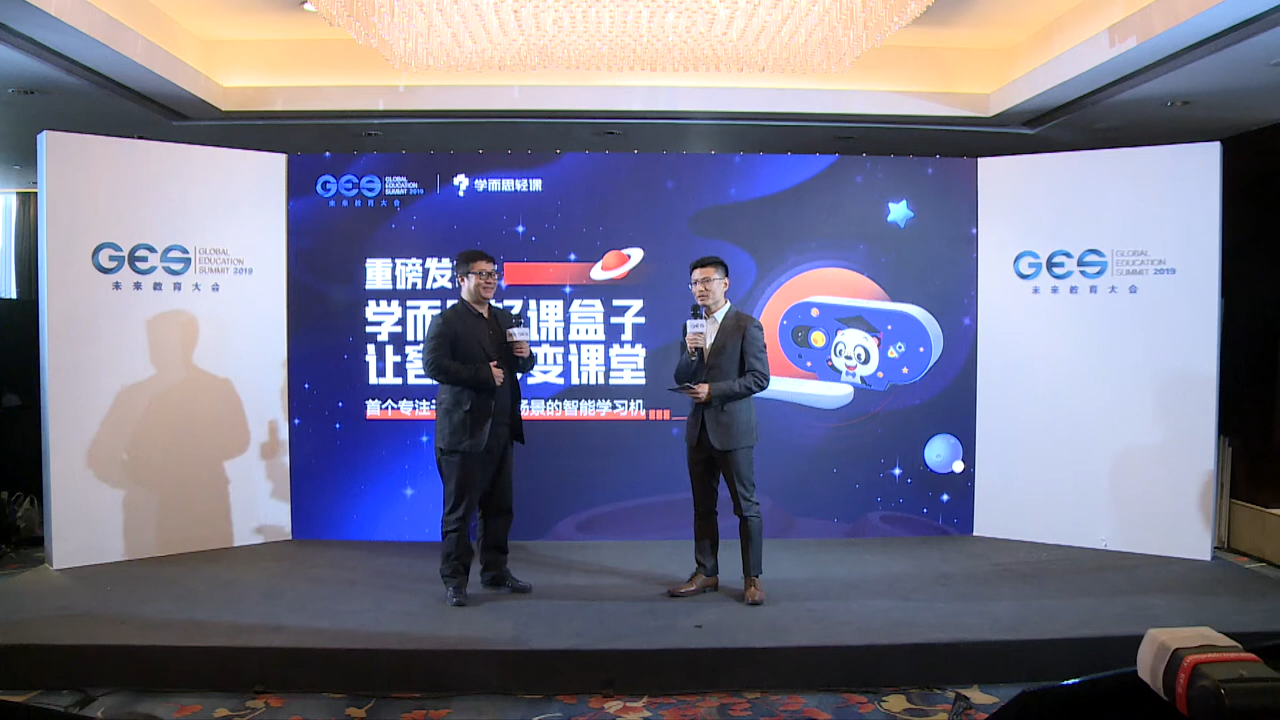 GES
GLOBAL
EDUCATION
SUMMIT 2019
未来教育大会
学而思轻课
GES
GLOBAL
EDUCATION
SUMMIT 2019
未来教育大会
GES
GLOBAL
EDUCATION
SUMMIT 2019
未来教育大会
重磅发
学而 课盒子
让客 变课堂
首个专注 场景的智能学习机